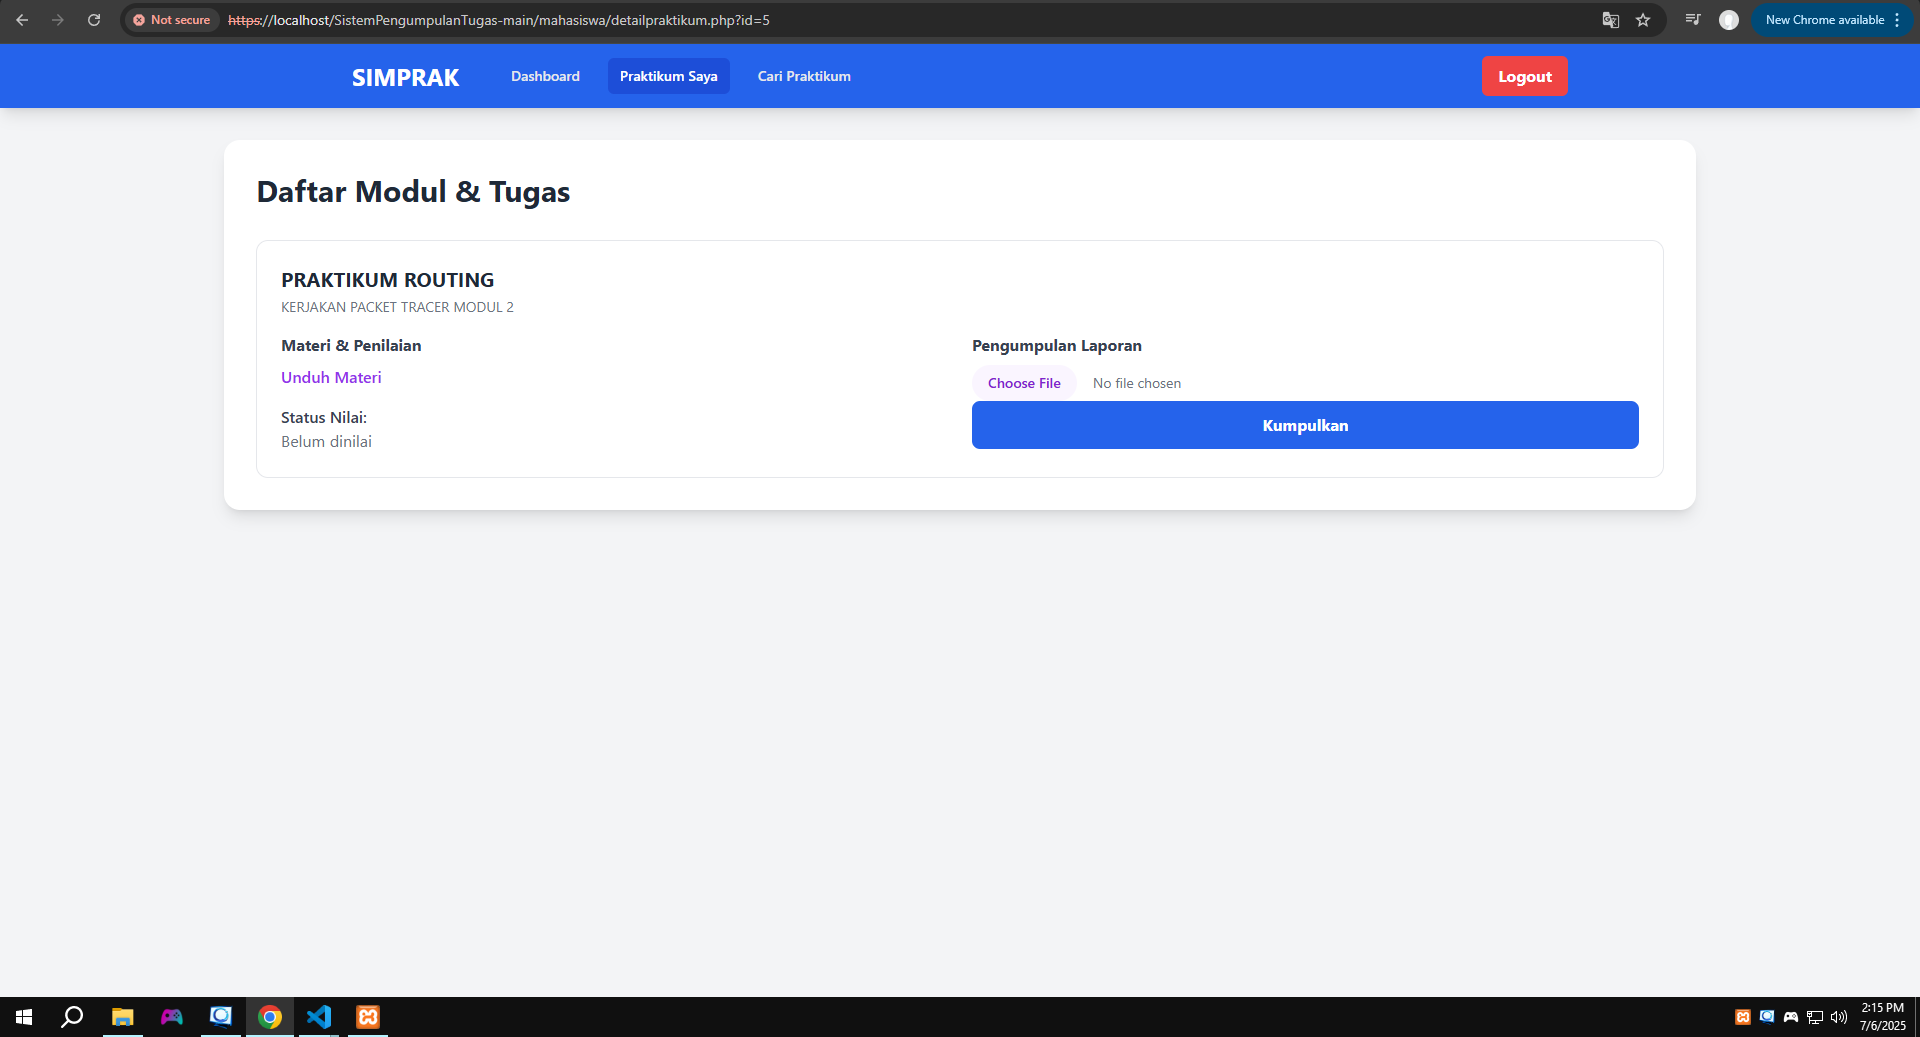 Not secure
https://localhost/SistemPengumpulanTugas-main/mahasiswa/detailpraktikum.php?id=5
New Chrome available
SIMPRAK
Dashboard
Praktikum Saya
Cari Praktikum
Logout
Daftar Modul & Tugas
PRAKTIKUM ROUTING
KERJAKAN PACKET TRACER MODUL 2
Materi & Penilaian
Unduh Materi
Status Nilai:
Belum dinilai
Pengumpulan Laporan
Choose File
No file chosen
Kumpulkan
2:15 PM
7/6/2025